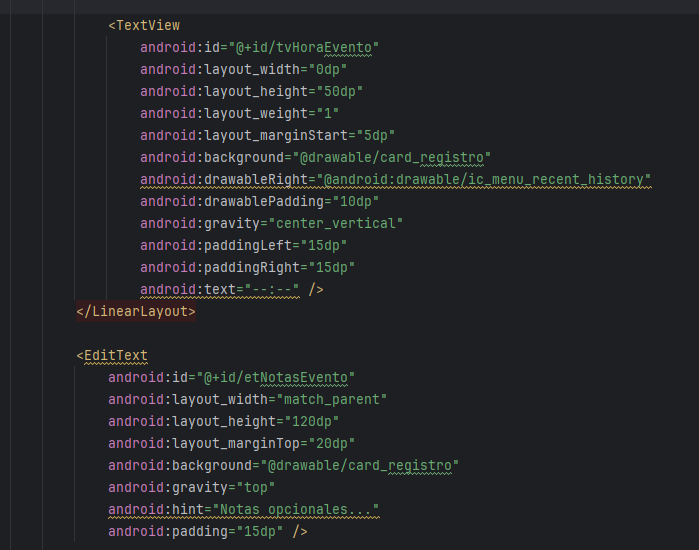 <TextView
android:id="@+id/tvHoraEvento"
android:layout_width="0dp"
android:layout_height="50dp"
android:layout_weight="1"
android:layout_marginStart="5dp"
android:background="@drawable/card_registro"
android:drawableRight="@android:drawable/ic_menu_recent_history"
android:drawablePadding="10dp"
android:gravity="center_vertical"
android:paddingLeft="15dp"
android:paddingRight="15dp"
android:text="--:--" />
</LinearLayout>
<EditText
android:id="@+id/etNotasEvento"
android:layout_width="match_parent"
android:layout_height="120dp"
android:layout_marginTop="20dp"
android:background="@drawable/card_registro"
android:gravity="top"
android:hint="Notas opcionales..."
android:padding="15dp" />